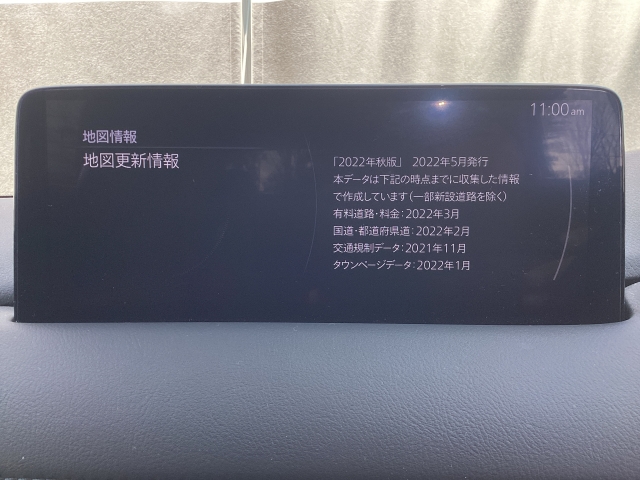 11:00 am
地図情報
地図更新情報
「2022年秋版」 2022年5月発行
本データは下記の時点までに収集した情報
で作成しています(一部新設道路を除く)
有料道路・料金:2022年3月
国道・都道府県道:2022年2月
交通規制データ:2021年11月
タウンページデータ:2022年1月